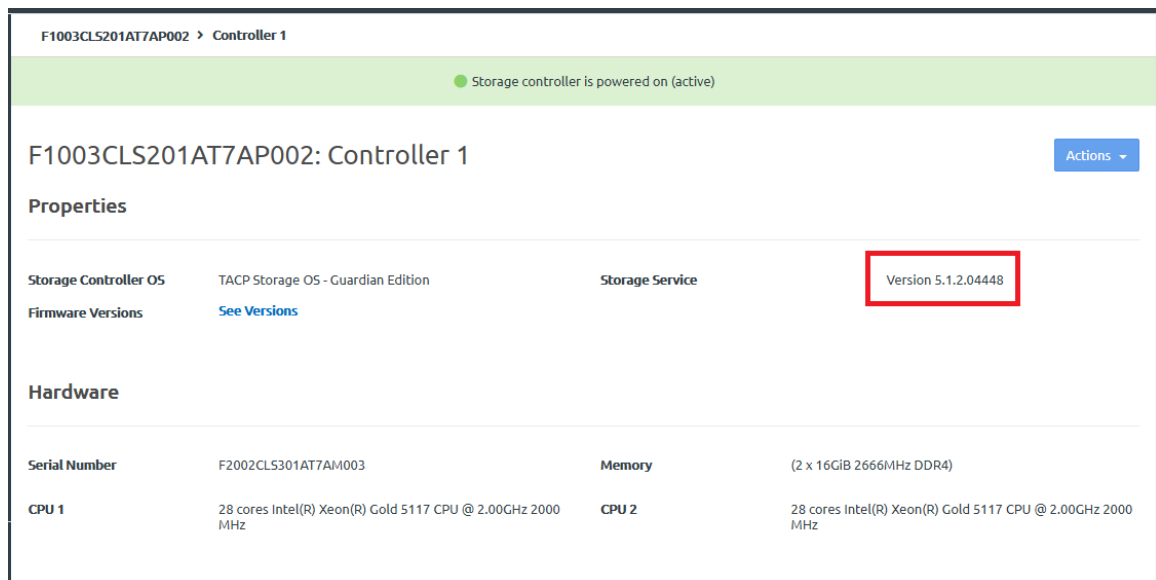 F1003CLS201AT7AP002 > Controller 1
Storage controller is powered on (active)
F1003CLS201AT7AP002: Controller 1
Actions
Properties
Storage Controller OS TACP Storage OS - Guardian Edition Storage Service Version 5.1.2.04448
Firmware Versions See Versions
Hardware
Serial Number F2002CLS301AT7AM003 Memory (2 x 16GiB 2666MHz DDR4)
CPU 1 28 cores Intel(R) Xeon(R) Gold 5117 CPU @ 2.00GHz 2000 MHz CPU 2 28 cores Intel(R) Xeon(R) Gold 5117 CPU @ 2.00GHz 2000 MHz